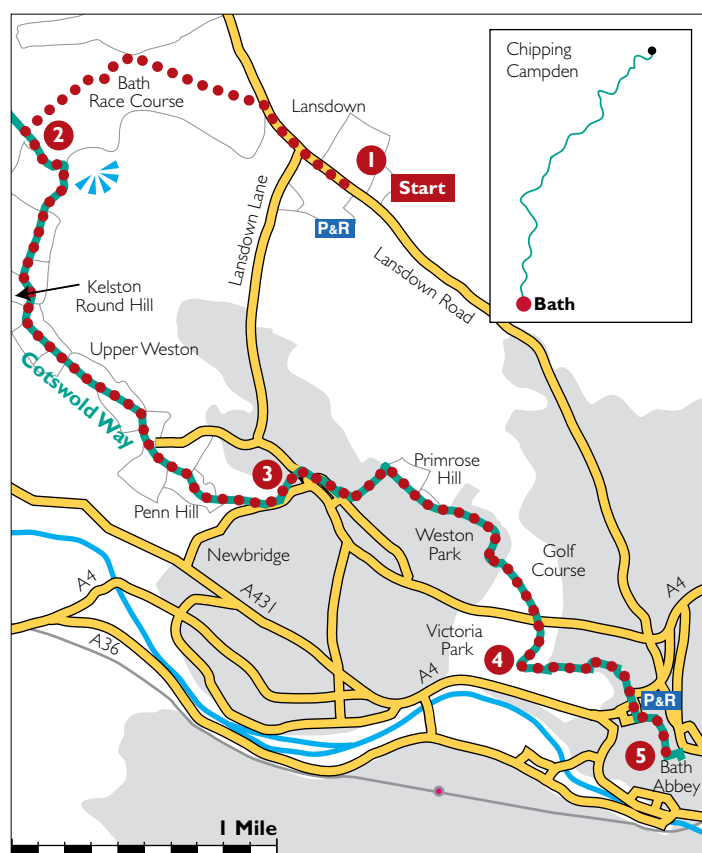 Chipping
Campden
Bath
Bath
Race Course
Lansdown
1
2
Start
P&R
Lansdown Lane
Lansdown Road
Kelston
Round Hill
Upper Weston
Cotswold Way
3
Primrose
Hill
Penn Hill
Weston
Park
Golf
Course
Newbridge
A4
A431
A36
Victoria
Park
4
A4
A4
P&R
5
Bath
Abbey
1 Mile